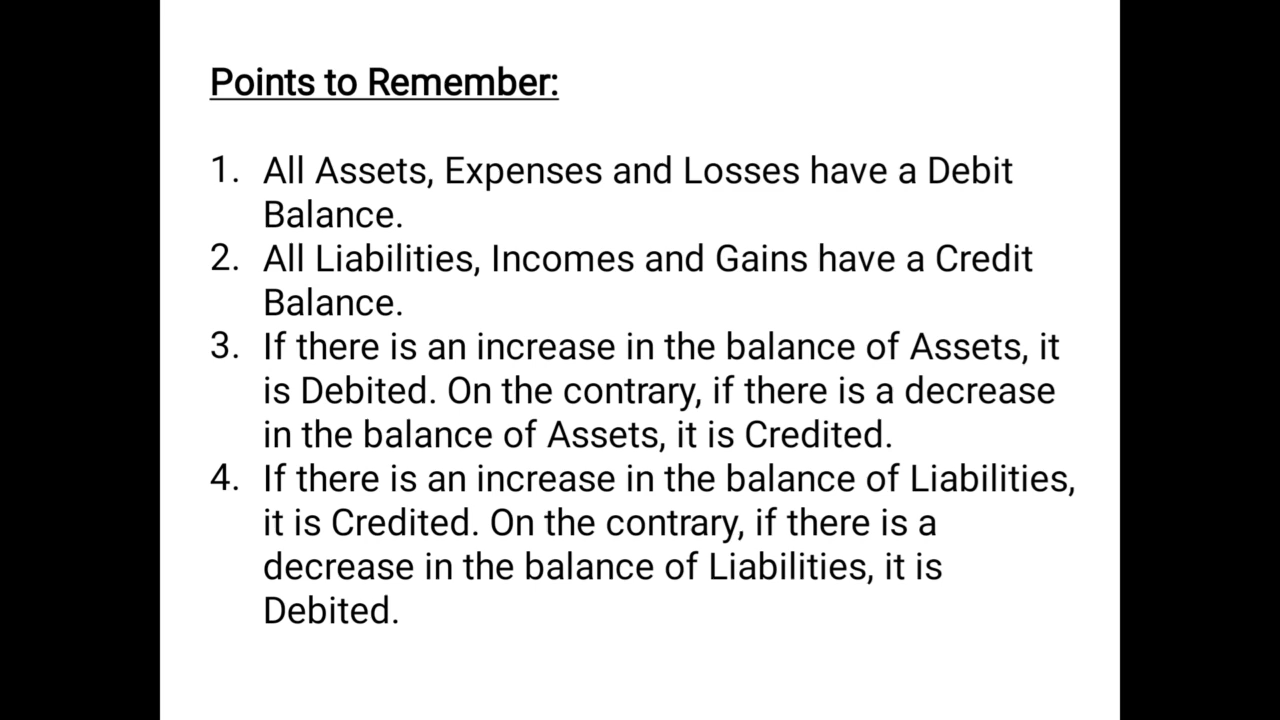 Points to Remember:
1. All Assets, Expenses and Losses have a Debit
Balance.
2. All Liabilities, Incomes and Gains have a Credit
Balance.
3. If there is an increase in the balance of Assets, it
is Debited. On the contrary, if there is a decrease
in the balance of Assets, it is Credited.
4. If there is an increase in the balance of Liabilities,
it is Credited. On the contrary, if there is a
decrease in the balance of Liabilities, it is
Debited.